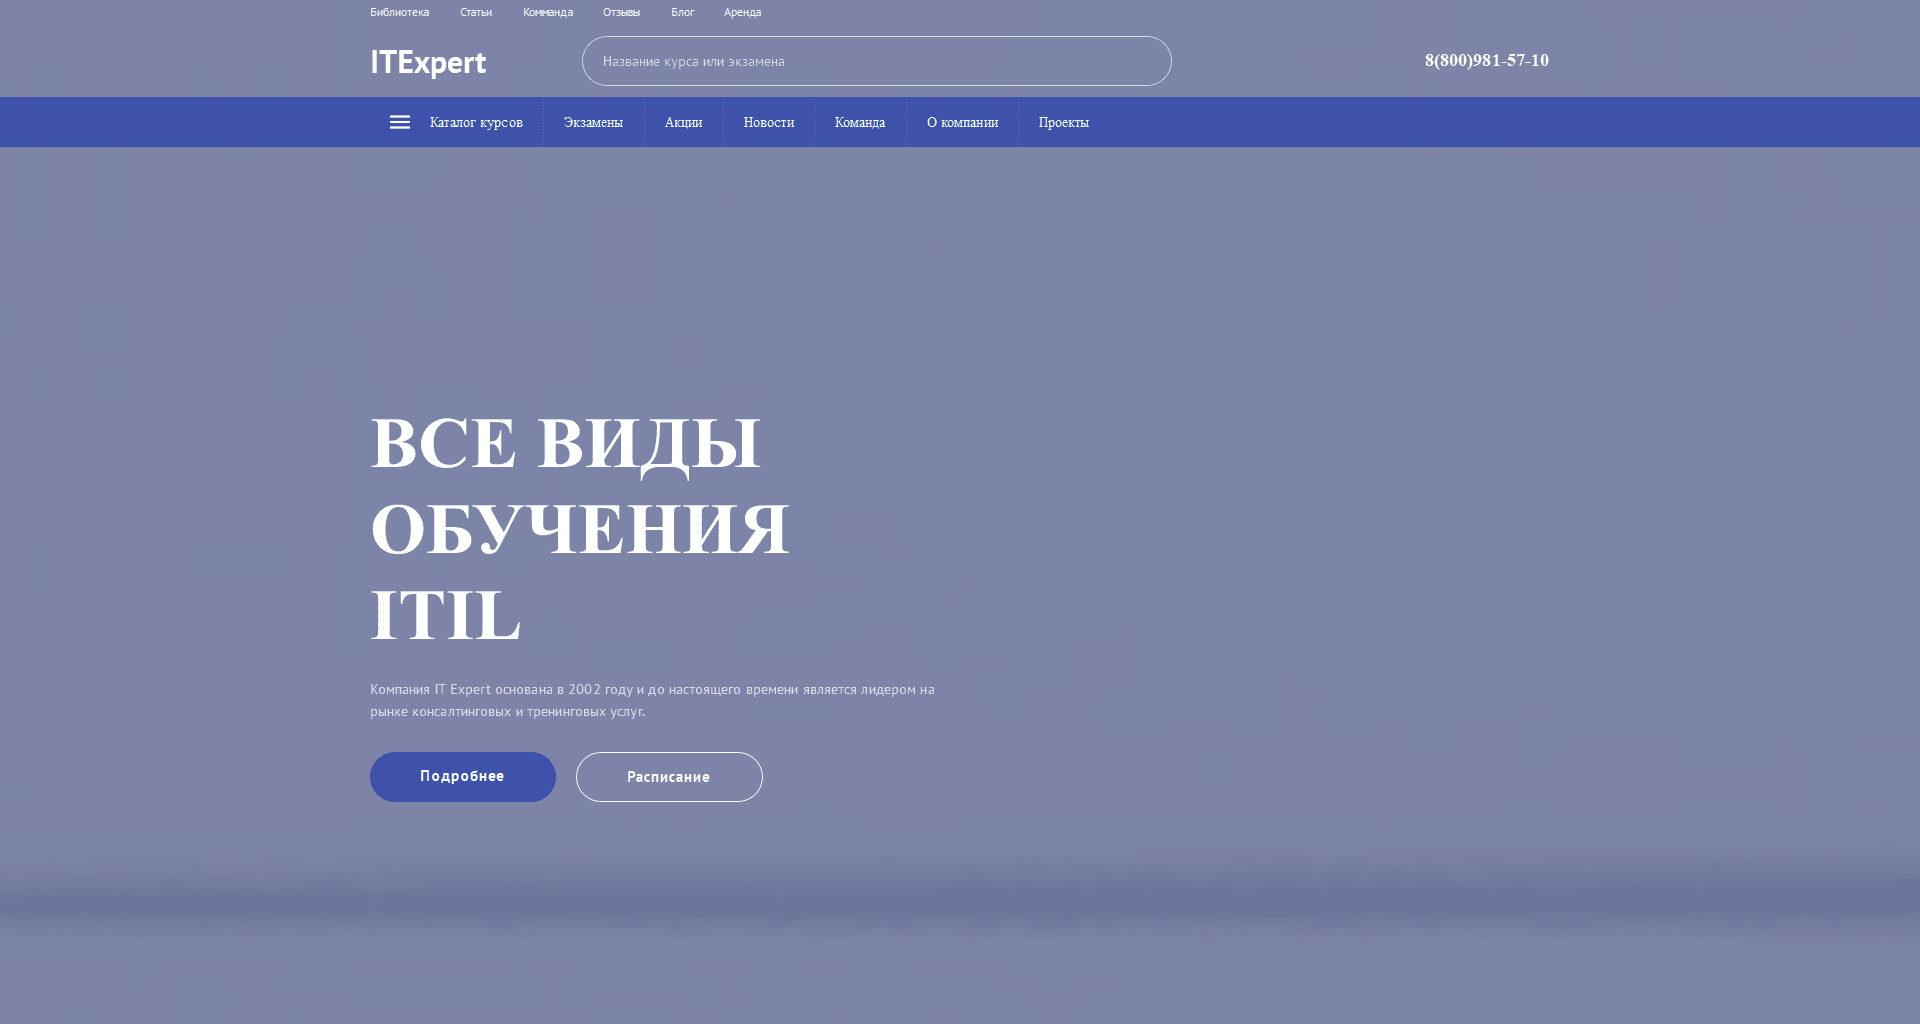 Библиотека Статьи Комманда Отзывы Блог Аренда
ITExpert Название курса или экзамена 8(800)981-57-10
Каталог курсов Экзамены Акции Новости Команда О компании Проекты
ВСЕ ВИДЫ
ОБУЧЕНИЯ
ITIL
Компания IT Expert основана в 2002 году и до настоящего времени является лидером на
рынке консалтинговых и тренинговых услуг.
Подробнее Расписание